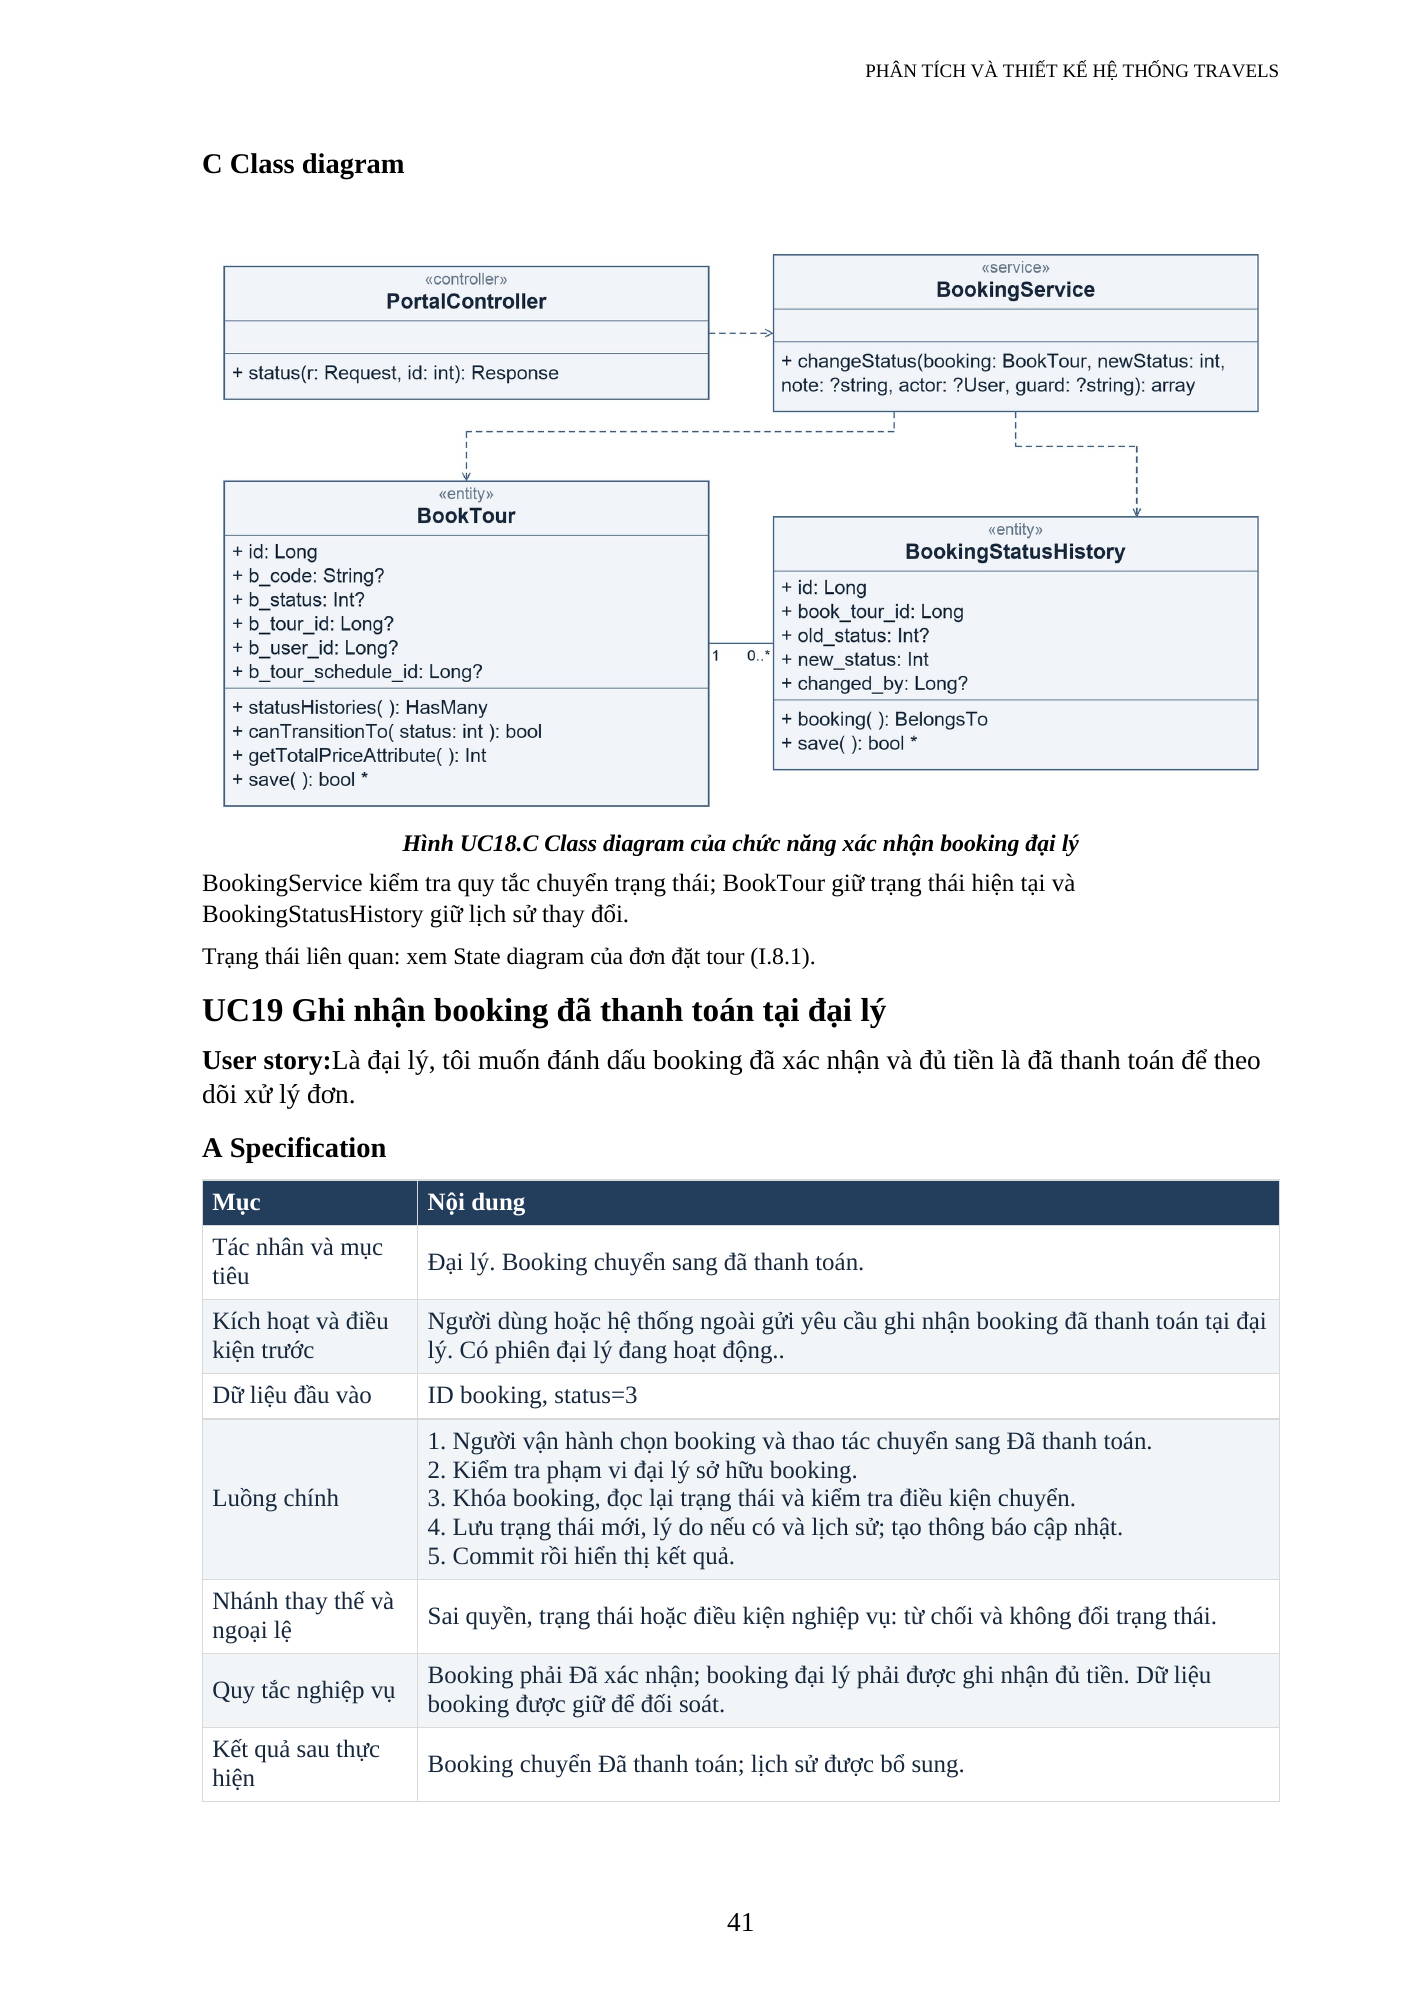 PHÂN TÍCH VÀ THIẾT KẾ HỆ THỐNG TRAVELS
C Class diagram
«controller»
PortalController
+ status(r: Request, id: int): Response
«service»
BookingService
+ changeStatus(booking: BookTour, newStatus: int,
note: ?string, actor: ?User, guard: ?string): array
«entity»
BookTour
+ id: Long
+ b_code: String?
+ b_status: Int?
+ b_tour_id: Long?
+ b_user_id: Long?
+ b_tour_schedule_id: Long?
+ statusHistories( ): HasMany
+ canTransitionTo( status: int ): bool
+ getTotalPriceAttribute( ): Int
+ save( ): bool *
1 0..*
«entity»
BookingStatusHistory
+ id: Long
+ book_tour_id: Long
+ old_status: Int?
+ new_status: Int
+ changed_by: Long?
+ booking( ): BelongsTo
+ save( ): bool *
Hình UC18.C Class diagram của chức năng xác nhận booking đại lý
BookingService kiểm tra quy tắc chuyển trạng thái; BookTour giữ trạng thái hiện tại và
BookingStatusHistory giữ lịch sử thay đổi.
Trạng thái liên quan: xem State diagram của đơn đặt tour (I.8.1).
UC19 Ghi nhận booking đã thanh toán tại đại lý
User story:Là đại lý, tôi muốn đánh dấu booking đã xác nhận và đủ tiền là đã thanh toán để theo
dõi xử lý đơn.
A Specification
Mục Nội dung
Tác nhân và mục
tiêu
Đại lý. Booking chuyển sang đã thanh toán.
Kích hoạt và điều
kiện trước
Người dùng hoặc hệ thống ngoài gửi yêu cầu ghi nhận booking đã thanh toán tại đại
lý. Có phiên đại lý đang hoạt động..
Dữ liệu đầu vào ID booking, status=3
Luồng chính
1. Người vận hành chọn booking và thao tác chuyển sang Đã thanh toán.
2. Kiểm tra phạm vi đại lý sở hữu booking.
3. Khóa booking, đọc lại trạng thái và kiểm tra điều kiện chuyển.
4. Lưu trạng thái mới, lý do nếu có và lịch sử; tạo thông báo cập nhật.
5. Commit rồi hiển thị kết quả.
Nhánh thay thế và
ngoại lệ
Sai quyền, trạng thái hoặc điều kiện nghiệp vụ: từ chối và không đổi trạng thái.
Quy tắc nghiệp vụ
Booking phải Đã xác nhận; booking đại lý phải được ghi nhận đủ tiền. Dữ liệu
booking được giữ để đối soát.
Kết quả sau thực
hiện
Booking chuyển Đã thanh toán; lịch sử được bổ sung.
41